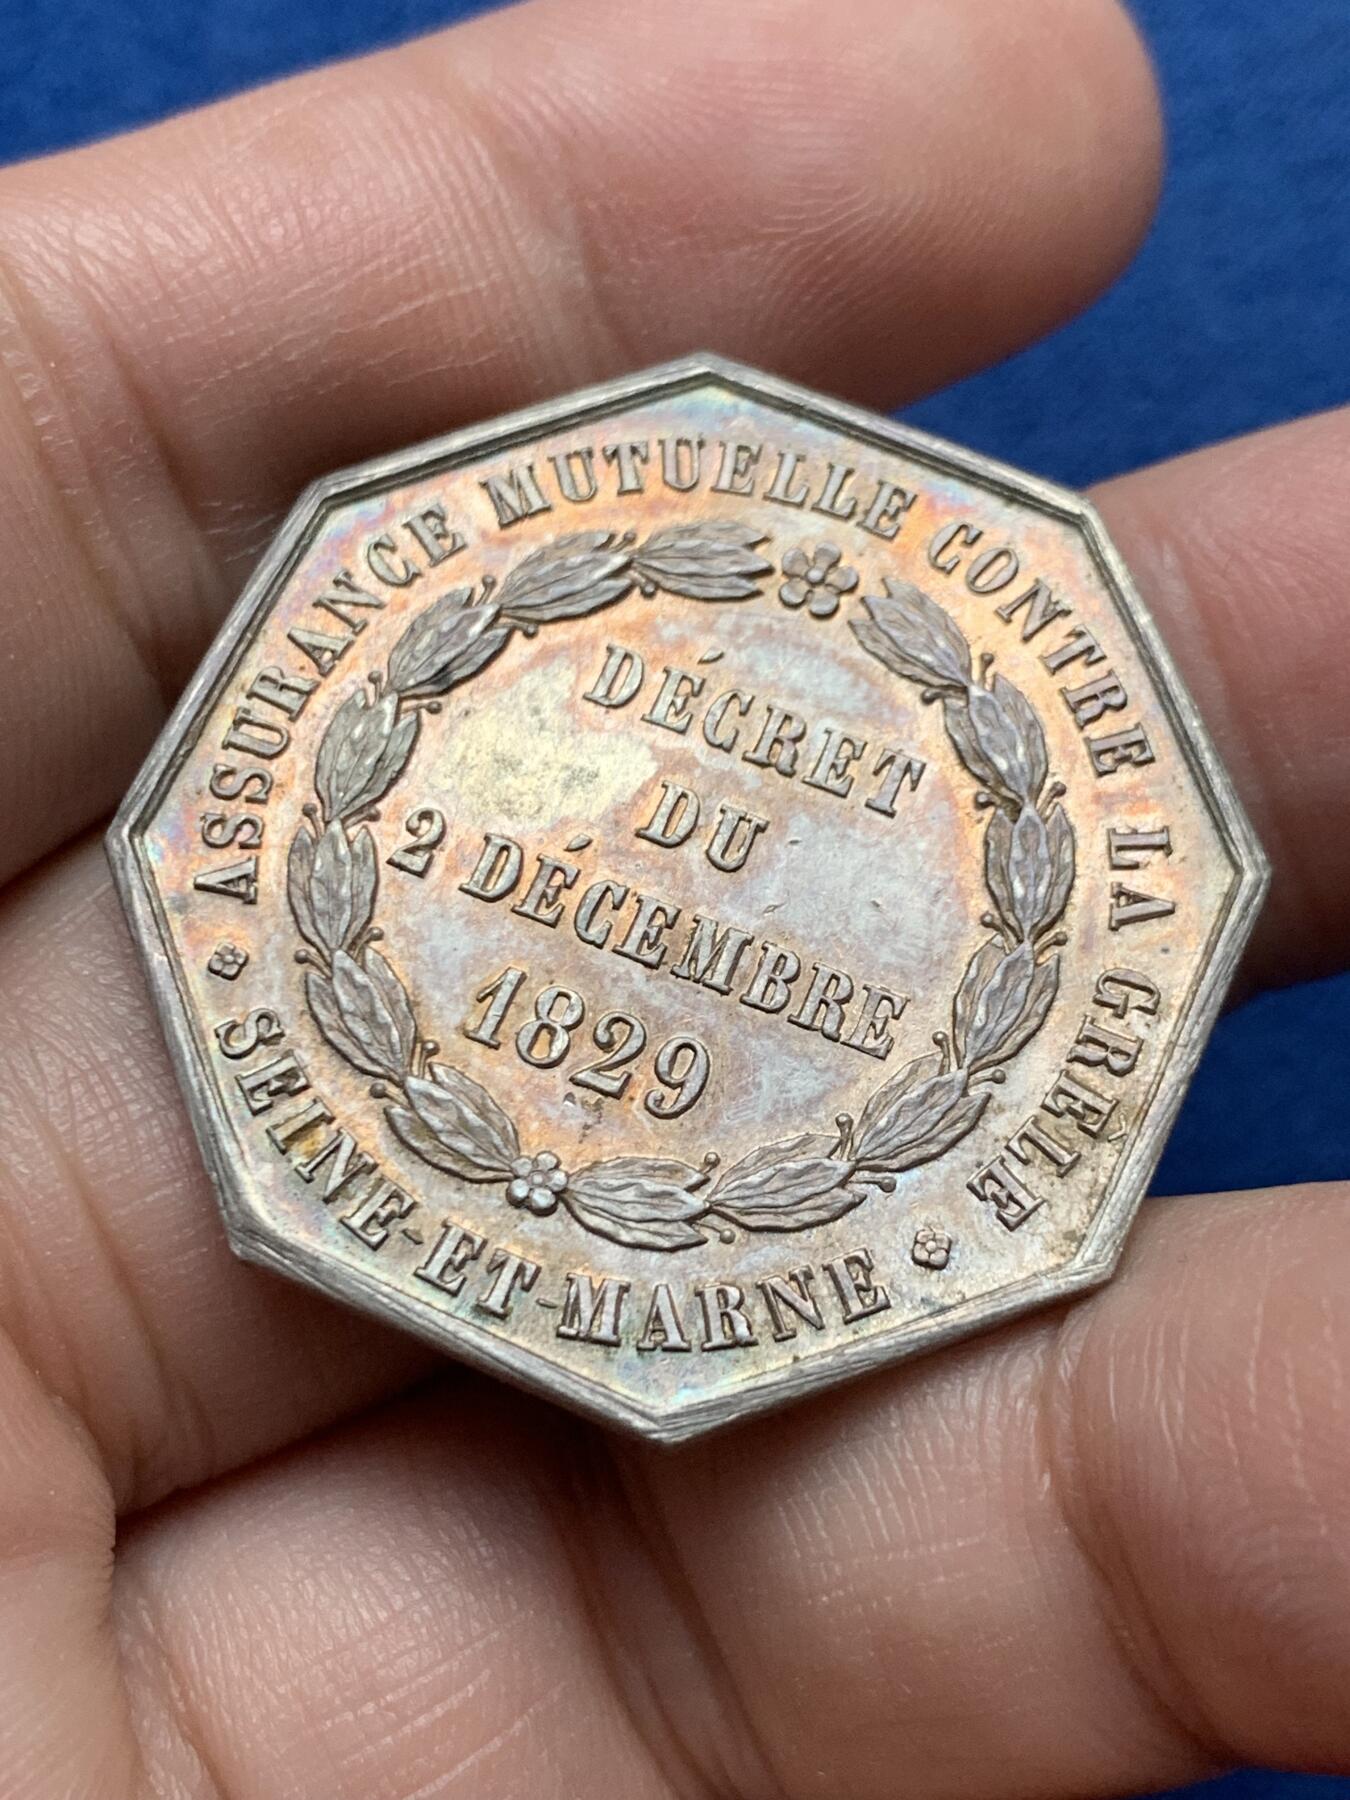 ASSURANCE MUTUELLE CONTRE LA GRÊLE
SEINE-ET-MARNE
DÉCRET
DU
2 DÉCEMBRE
1829